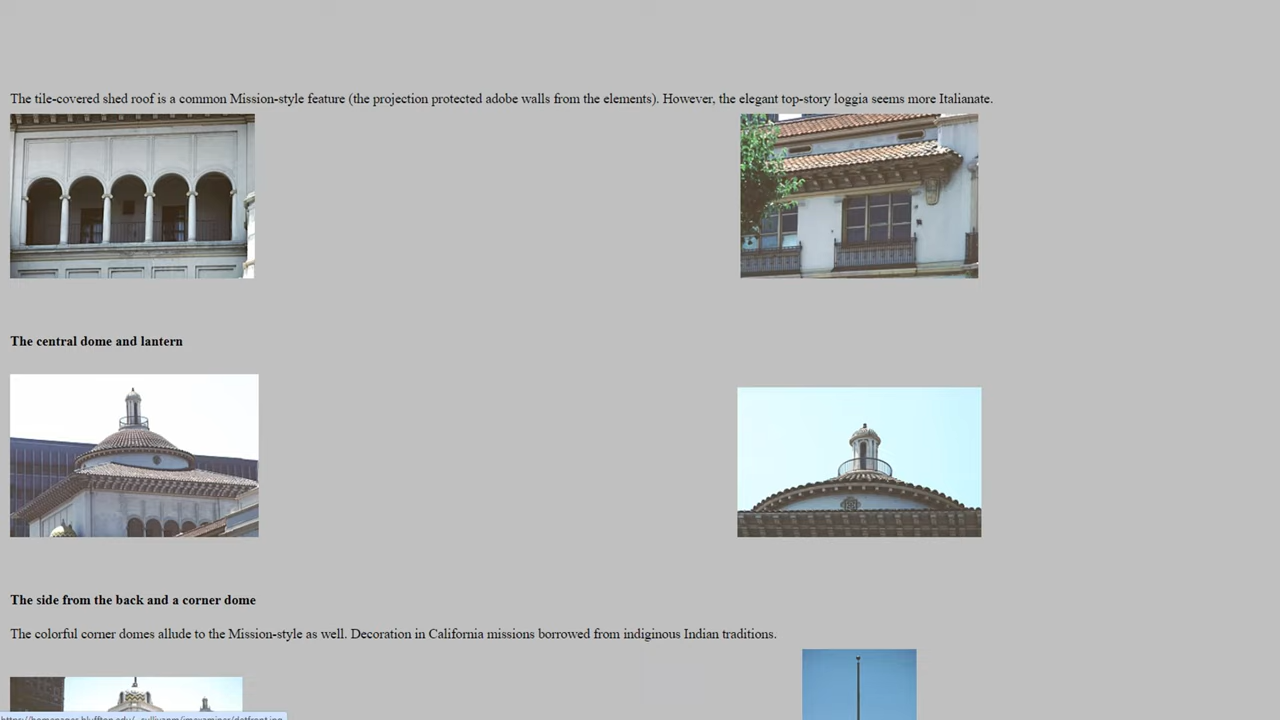 The tile-covered shed roof is a common Mission-style feature (the projection protected adobe walls from the elements). However, the elegant top-story loggia seems more Italianate.
The central dome and lantern
The side from the back and a corner dome
The colorful corner domes allude to the Mission-style as well. Decoration in California missions borrowed from indiginous Indian traditions.